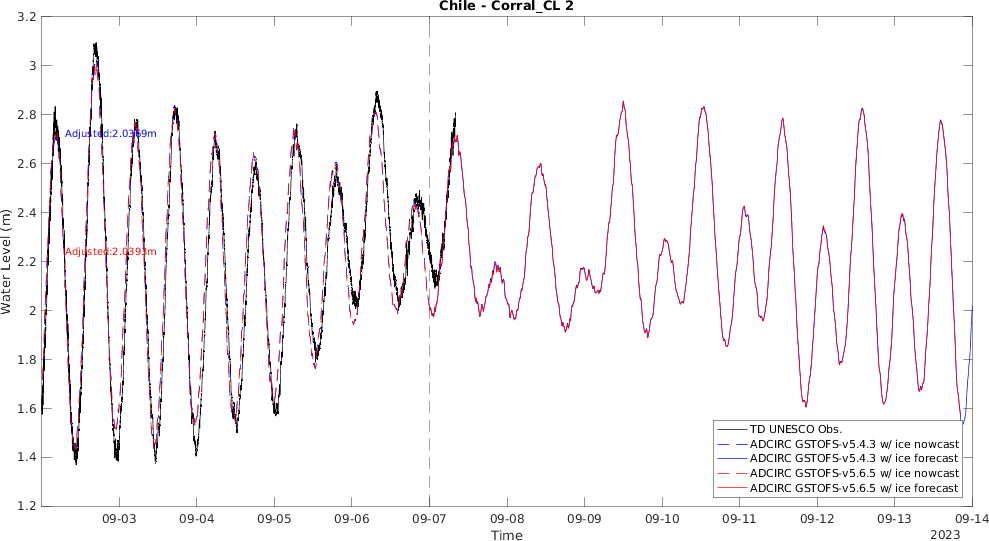 Chile - Corral_CL 2
3.2
3
2.8
2.6
2.4
2.2
2
1.8
1.6
1.4
1.2
Water Level (m)
Adjusted:2.0369m
Adjusted:2.0393m
TD UNESCO Obs.
ADCIRC GSTOFS-v5.4.3 w/ ice nowcast
ADCIRC GSTOFS-v5.4.3 w/ ice forecast
ADCIRC GSTOFS-v5.6.5 w/ ice nowcast
ADCIRC GSTOFS-v5.6.5 w/ ice forecast
09-03 09-04 09-05 09-06 09-07 09-08 09-09 09-10 09-11 09-12 09-13 09-14
Time
2023